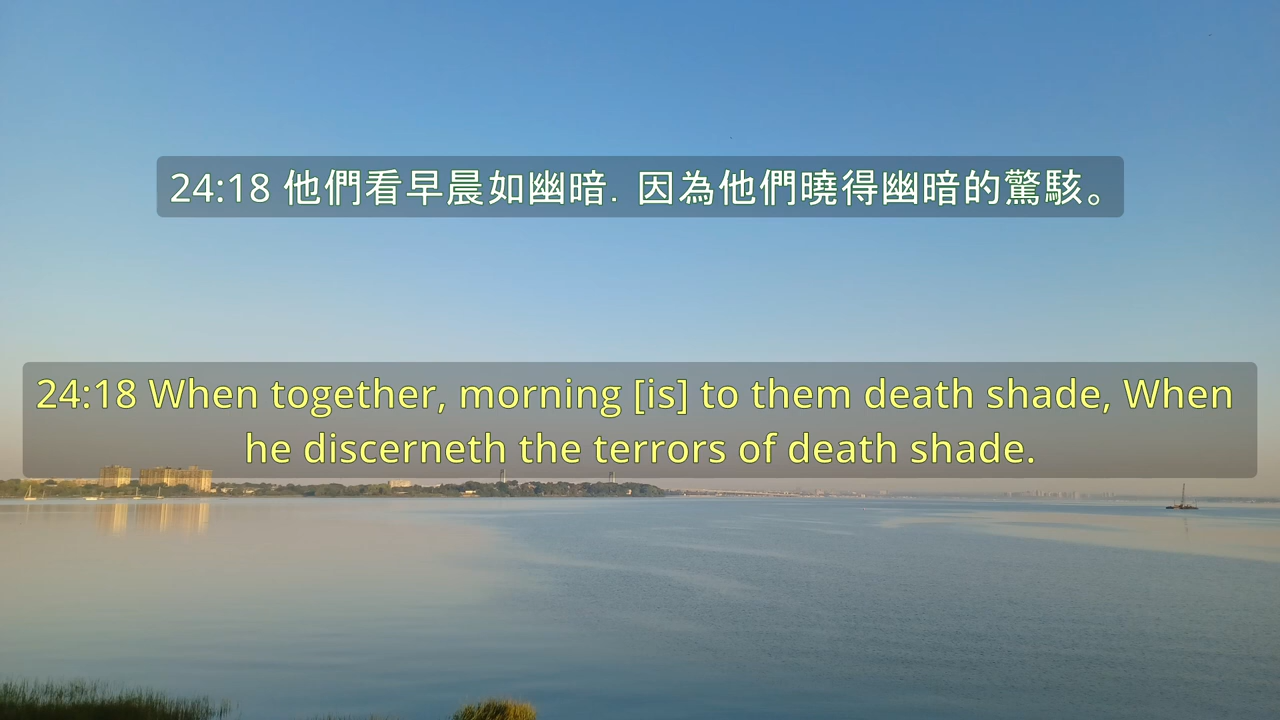 24:18 他們看早晨如幽暗．因為他們曉得幽暗的驚駭。
24:18 When together, morning [is] to them death shade, When
he discerneth the terrors of death shade.